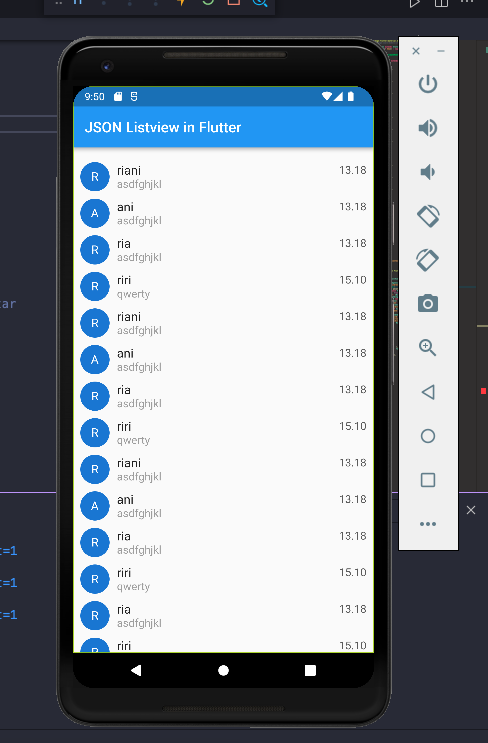 9:50
JSON Listview in Flutter
R riani 13.18
asdfghjkl
A ani 13.18
asdfghjkl
R ria 13.18
asdfghjkl
R riri 15.10
qwerty
R riani 13.18
asdfghjkl
A ani 13.18
asdfghjkl
R ria 13.18
asdfghjkl
R riri 15.10
qwerty
R riani 13.18
asdfghjkl
A ani 13.18
asdfghjkl
R ria 13.18
asdfghjkl
R riri 15.10
qwerty
R ria 13.18
asdfghjkl
R riri 15.10
tar
t=1
t=1
t=1